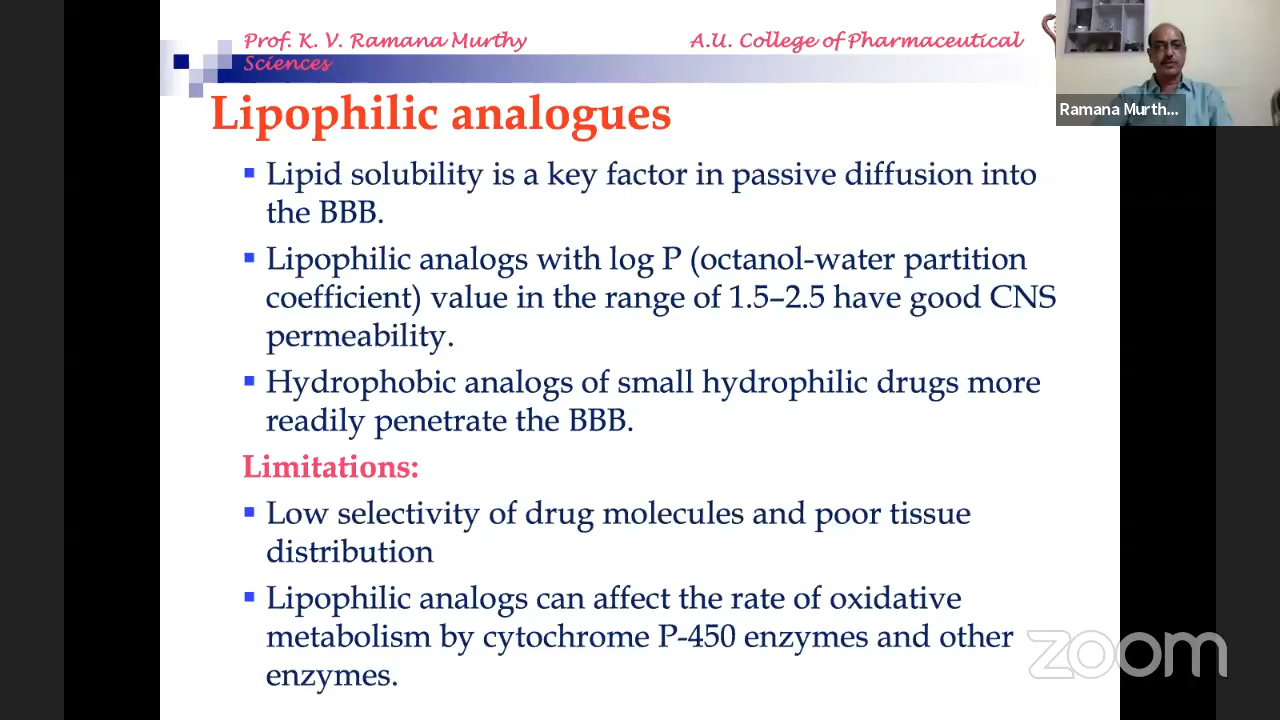 Prof. K. V. Ramana Murthy A.U. College of Pharmaceutical
Sciences
Ramana Murth...
Lipophilic analogues
▪ Lipid solubility is a key factor in passive diffusion into
the BBB.
▪ Lipophilic analogs with log P (octanol-water partition
coefficient) value in the range of 1.5–2.5 have good CNS
permeability.
▪ Hydrophobic analogs of small hydrophilic drugs more
readily penetrate the BBB.
Limitations:
▪ Low selectivity of drug molecules and poor tissue
distribution
▪ Lipophilic analogs can affect the rate of oxidative
metabolism by cytochrome P-450 enzymes and other
enzymes.
zoom